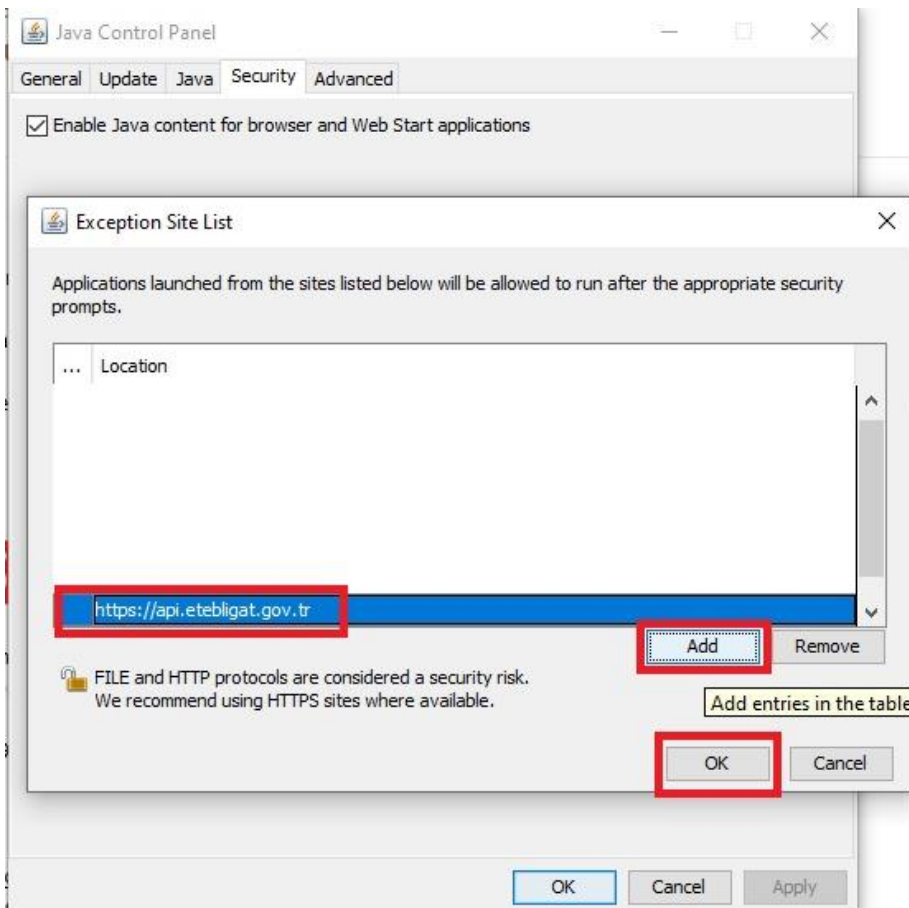 Java Control Panel
General Update Java Security Advanced
Enable Java content for browser and Web Start applications
Exception Site List
Applications launched from the sites listed below will be allowed to run after the appropriate security
prompts.
... Location
https://api.etebligat.gov.tr
Add Remove
FILE and HTTP protocols are considered a security risk.
We recommend using HTTPS sites where available.
Add entries in the table
OK Cancel
OK Cancel Apply